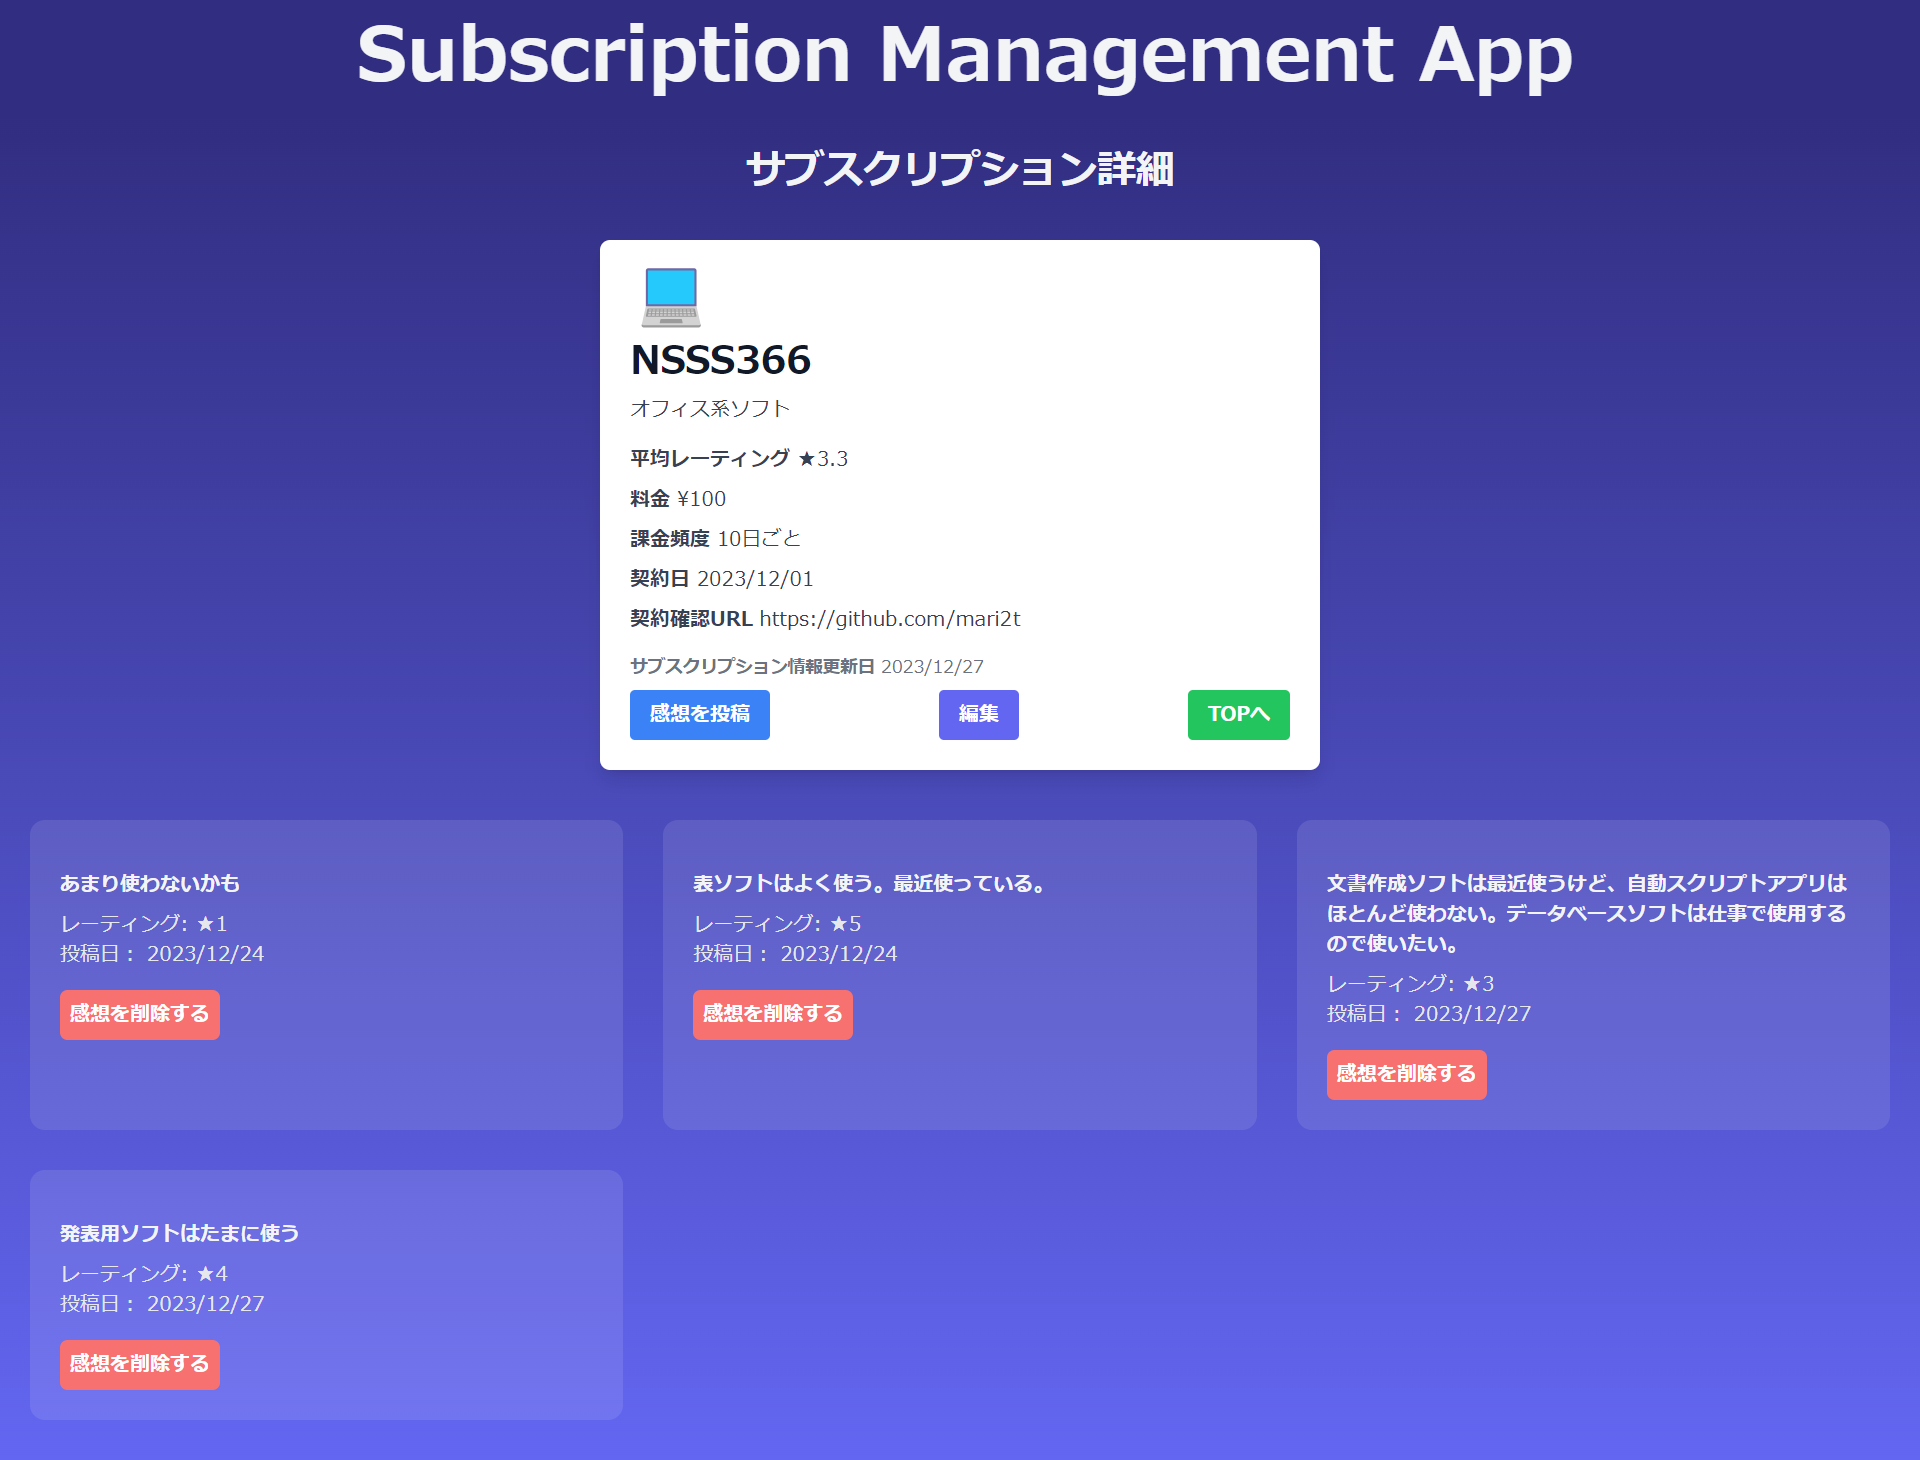 Subscription Management App
サブスクリプション詳細
NSSS366
オフィス系ソフト
平均レーティング ★3.3
料金 ¥100
課金頻度 10日ごと
契約日 2023/12/01
契約確認URL https://github.com/mari2t
サブスクリプション情報更新日 2023/12/27
感想を投稿
編集
TOPへ
あまり使わないかも
レーティング: ★1
投稿日： 2023/12/24
感想を削除する
表ソフトはよく使う。最近使っている。
レーティング: ★5
投稿日： 2023/12/24
感想を削除する
文書作成ソフトは最近使うけど、自動スクリプトアプリは
ほとんど使わない。データベースソフトは仕事で使用する
ので使いたい。
レーティング: ★3
投稿日： 2023/12/27
感想を削除する
発表用ソフトはたまに使う
レーティング: ★4
投稿日： 2023/12/27
感想を削除する